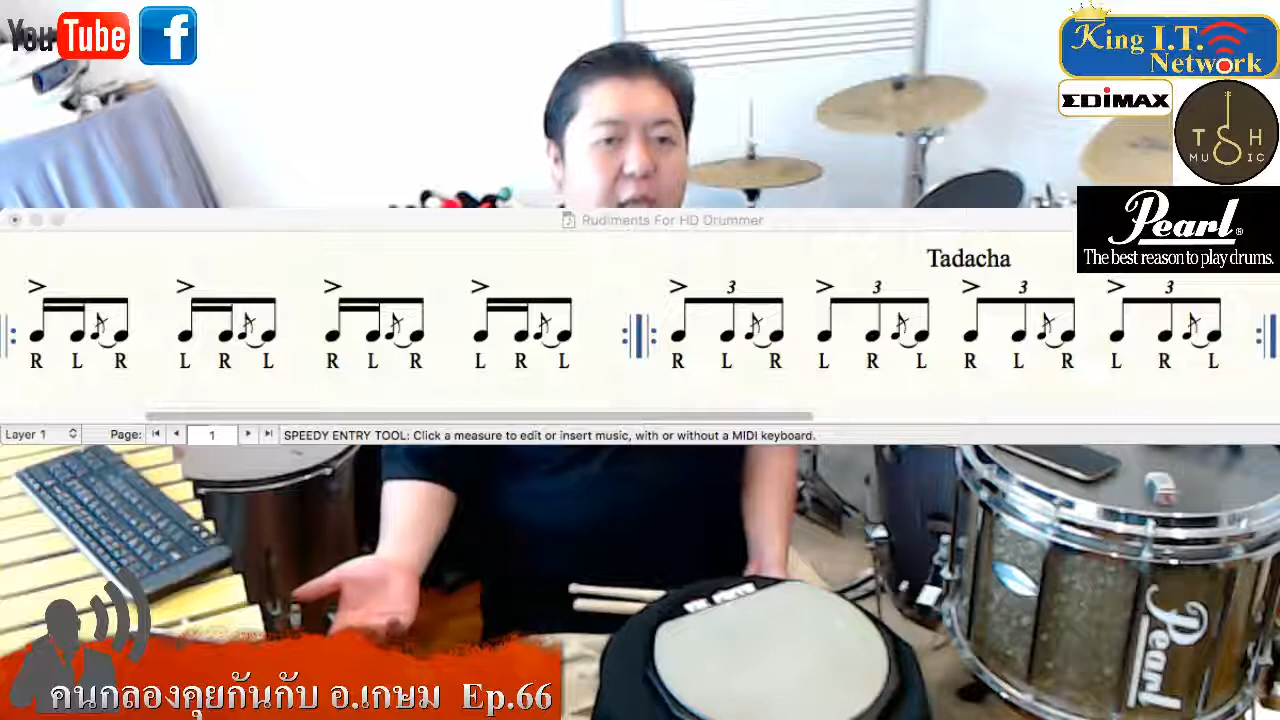 You Tube f
King I.T.
Network
EDIMAX
TSH
MUSIC
Pearl®
The best reason to play drums.
Rudiments For HD Drummer
Tadacha
> > > > > 3 > 3 > 3 > 3
R L R L R L R L R L R L R L R L R L R L R L R L
Layer 1 Page: 1 SPEEDY ENTRY TOOL: Click a measure to edit or insert music, with or without a MIDI keyboard.
Pearl
คนกลองคุยกันกับ อ.เกษม Ep.66